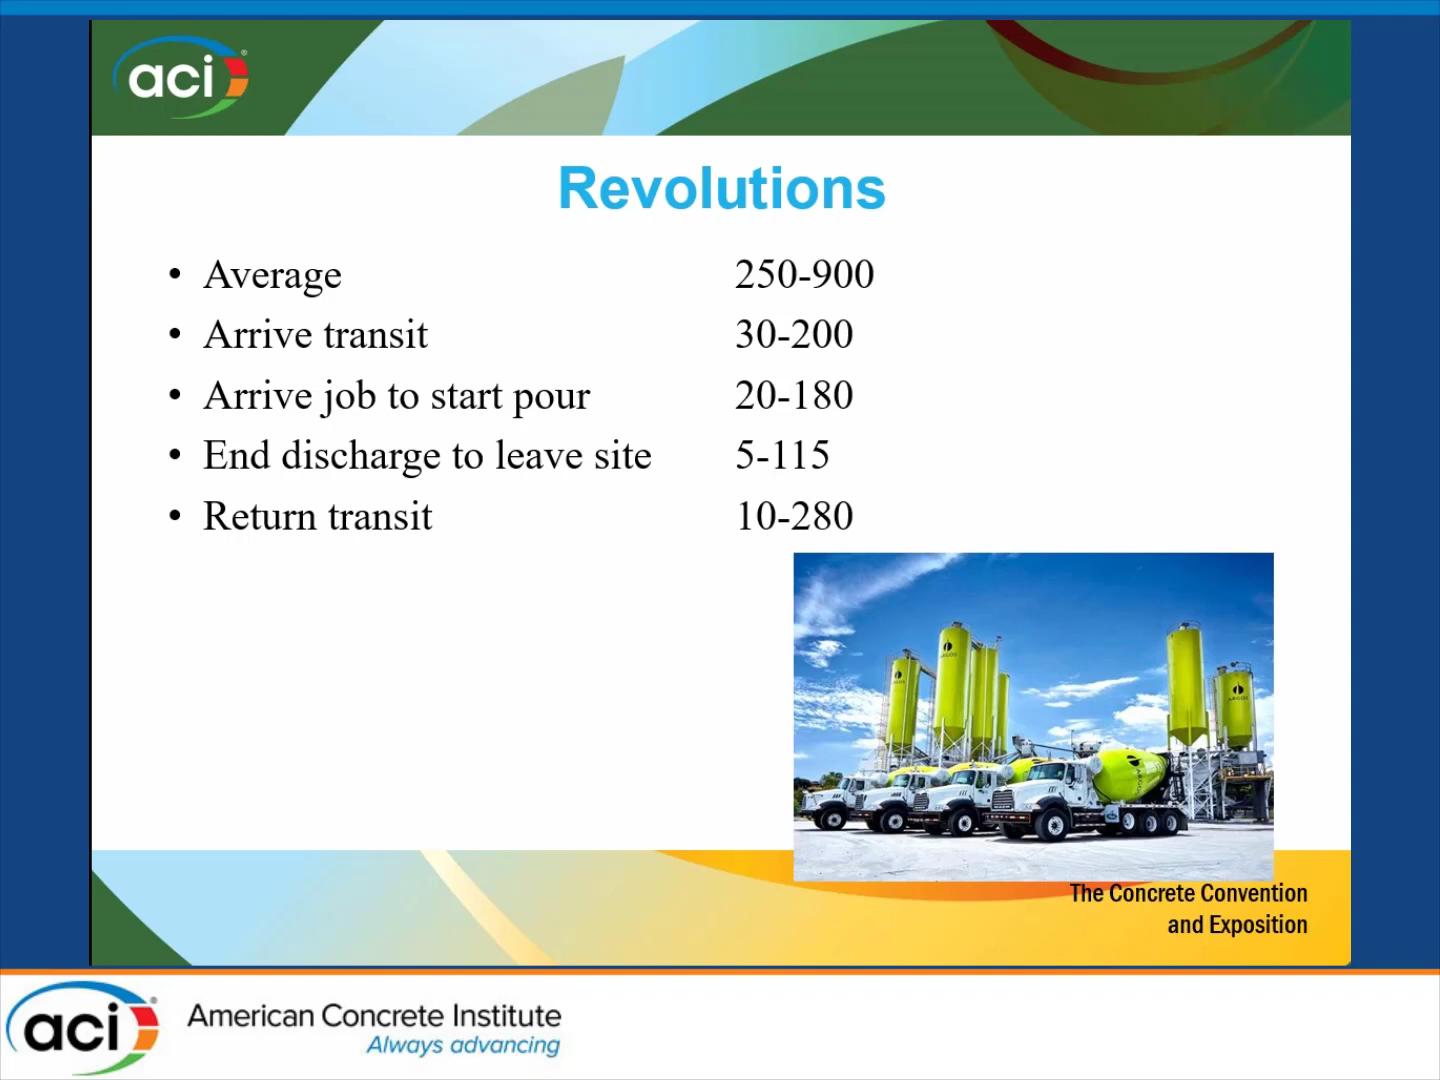 aci
Revolutions
• Average 250-900
• Arrive transit 30-200
• Arrive job to start pour 20-180
• End discharge to leave site 5-115
• Return transit 10-280
ARGOS
ARGOS
The Concrete Convention
and Exposition
aci
American Concrete Institute
Always advancing